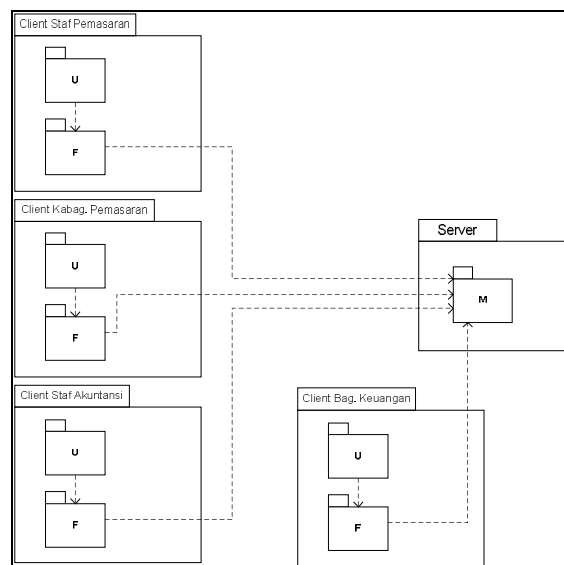 Client Staf Pemasaran
U
F
Client Kabag. Pemasaran
U
F
Server
M
Client Staf Akuntansi
U
F
Client Bag. Keuangan
U
F